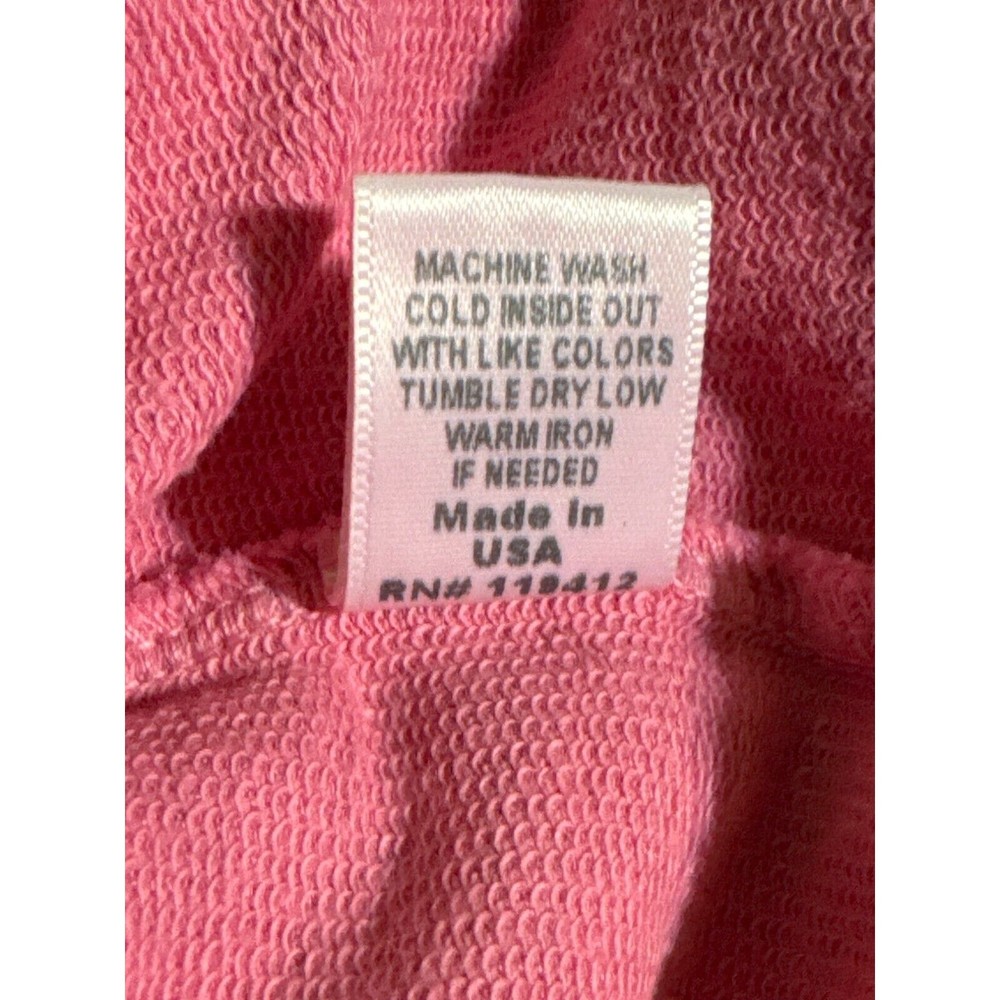 MACHINE WASH
COLD INSIDE OUT
WITH LIKE COLORS
TUMBLE DRY LOW
WARM IRON
IF NEEDED
Made in
USA
RN# 119412